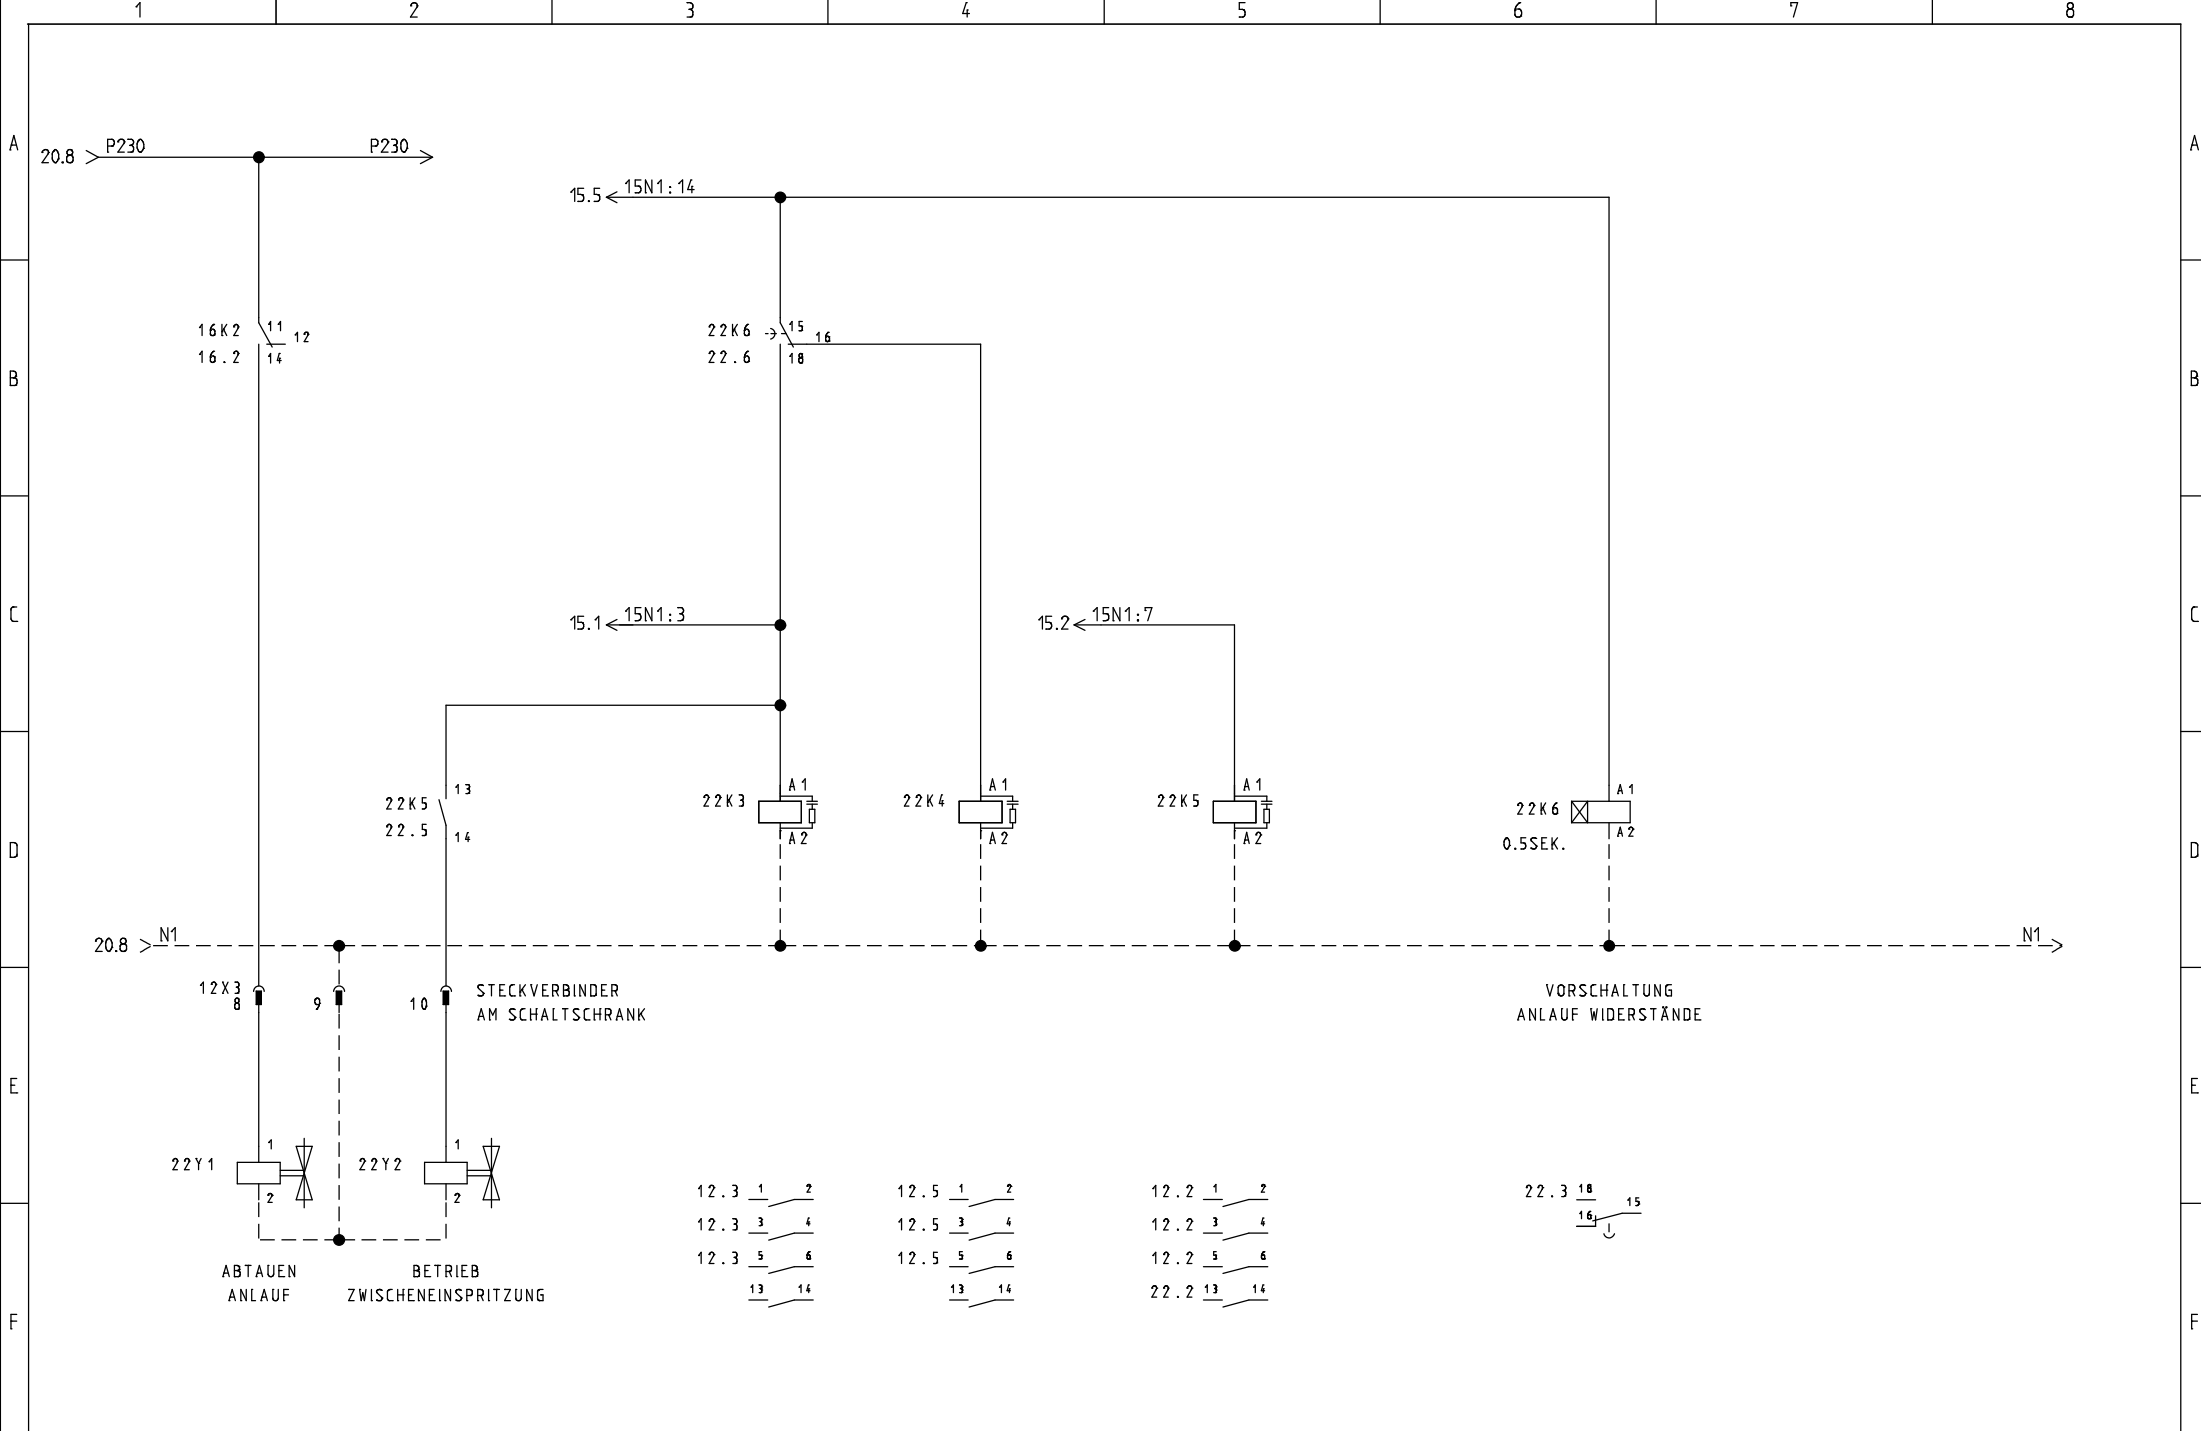 1 2 3 4 5 6 7 8
A A
20.8 P230 P230
15.5 15N1:14
16K2 11 12
16.2 14
22K6 15 16
22.6 18
B B
C C
15.1 15N1:3
15.2 15N1:7
22K5 13
22.5 14
22K3 A1
A2
22K4 A1
A2
22K5 A1
A2
22K6 A1
A2
0.5SEK.
D D
20.8 N1 N1
12X3
8 9 10
STECKVERBINDER
AM SCHALTSCHRANK
VORSCHALTUNG
ANLAUF WIDERSTÄNDE
E E
22Y1 1
2
22Y2 1
2
12.3 1 2
12.3 3 4
12.3 5 6
13 14
12.5 1 2
12.5 3 4
12.5 5 6
13 14
12.2 1 2
12.2 3 4
12.2 5 6
22.2 13 14
22.3 18 15
16
ABTAUEN
ANLAUF
BETRIEB
ZWISCHENEINSPRITZUNG
F F